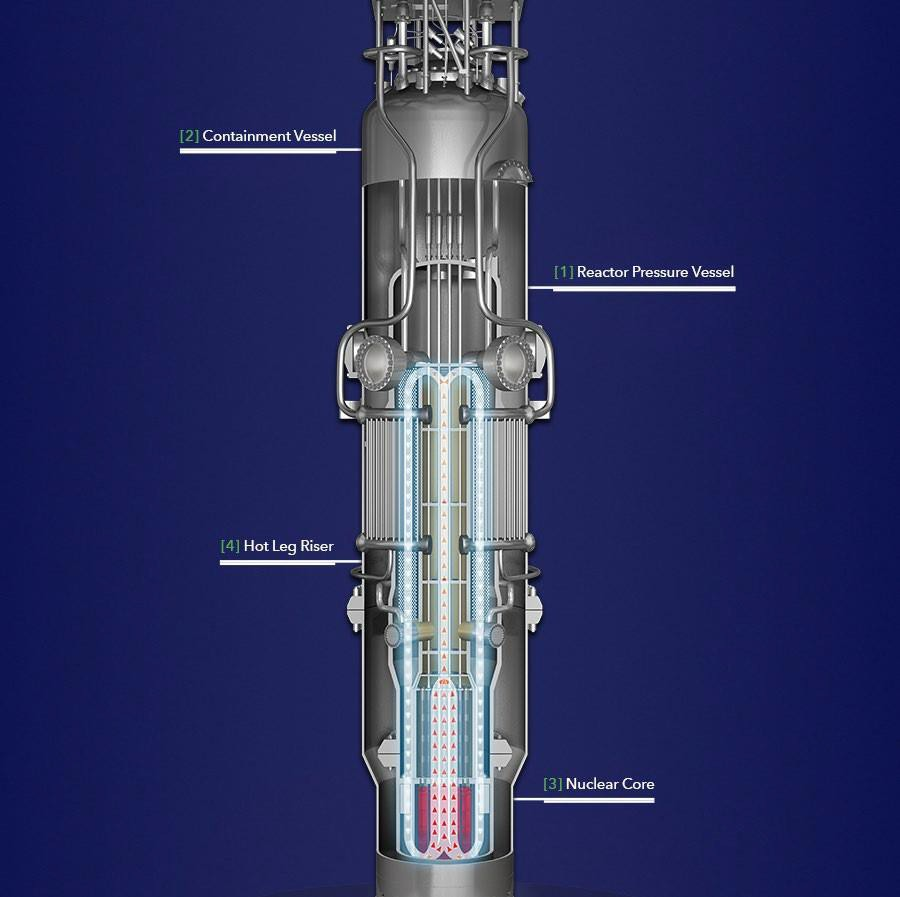 [2] Containment Vessel
[1] Reactor Pressure Vessel
[4] Hot Leg Riser
[3] Nuclear Core